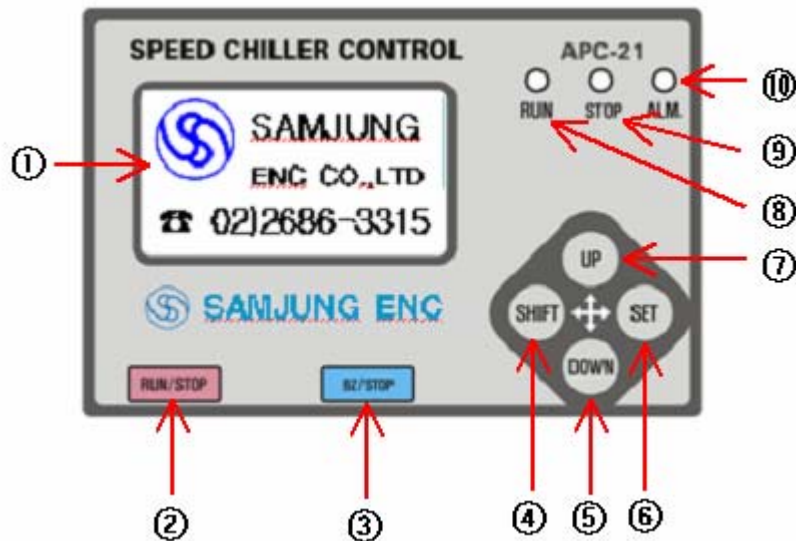 SPEED CHILLER CONTROL
APC-21
RUN STOP ALM.
SAMJUNG
ENC CO.,LTD
☎ 02)2686-3315
SAMJUNG ENC
UP
SHIFT SET
DOWN
RUN/STOP
BZ/STOP
①
②
③
④
⑤
⑥
⑦
⑧
⑨
⑩